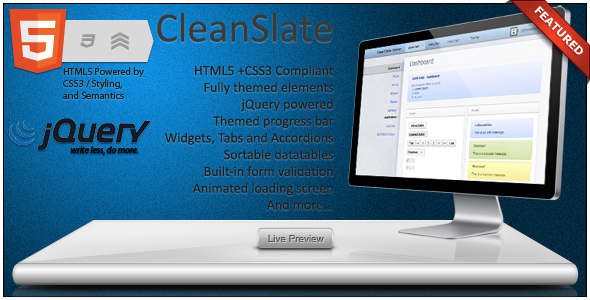 CleanSlate
FEATURED
5
HTML5 Powered by
CSS3 / Styling,
and Semantics
jQuery
write less, do more.
HTML5 +CSS3 Compliant
Fully themed elements
jQuery powered
Themed progress bar
Widgets, Tabs and Accordions
Sortable datatables
Built-in form validation
Animated loading screen
And more...
Dashboard
Live Preview